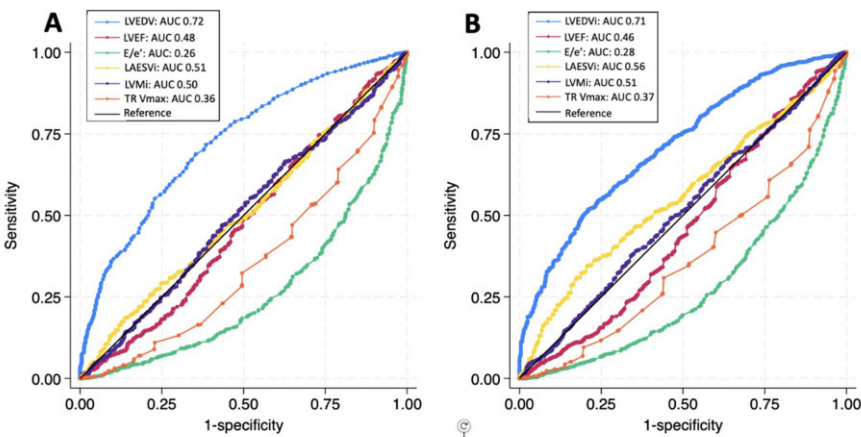 A
LVEDVi: AUC 0.72
LVEF: AUC 0.48
E/e′: AUC: 0.26
LAESVi: AUC 0.51
LVMi: AUC 0.50
TR Vmax: AUC 0.36
Reference
1.00
0.75
0.50
0.25
0.00
Sensitivity
0.00 0.25 0.50 0.75 1.00
1-specificity
B
LVEDVi: AUC 0.71
LVEF: AUC 0.46
E/e′: AUC: 0.28
LAESVi: AUC 0.56
LVMi: AUC 0.51
TR Vmax: AUC 0.37
Reference
1.00
0.75
0.50
0.25
0.00
Sensitivity
0.00 0.25 0.50 0.75 1.00
1-specificity